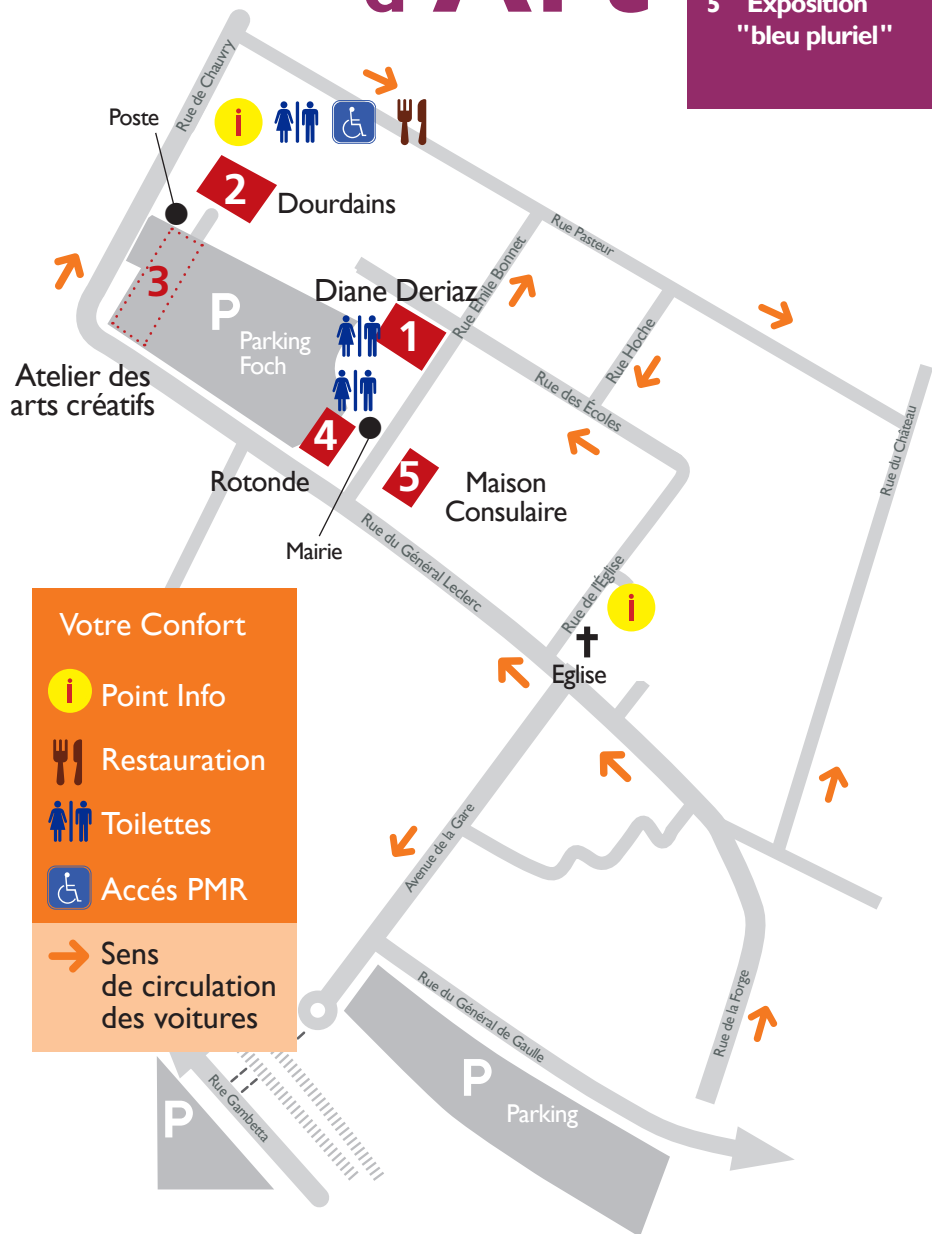 d'Art
5 Exposition
"bleu pluriel"
Rue de Chauvry
Poste
i
2
Dourdains
Rue Pasteur
Rue Emile Bonnet
3
P
Parking
Foch
Diane Deriaz
1
Rue Hoche
Rue des Écoles
Atelier des
arts créatifs
4
Rotonde
5
Maison
Consulaire
Mairie
Rue du Château
Rue du Général Leclerc
Rue de l'Église
i
Eglise
Votre Confort
i Point Info
Restauration
Toilettes
Accés PMR
Sens
de circulation
des voitures
Avenue de la Gare
Rue du Général de Gaulle
Rue de la Forge
P
Parking
P
Rue Gambetta